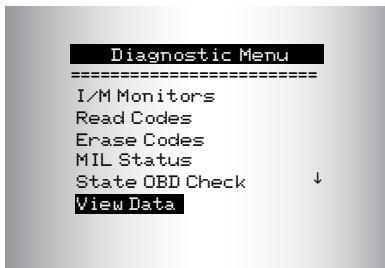 Diagnostic Menu
=========================
I/M Monitors
Read Codes
Erase Codes
MIL Status
State OBD Check ↓
View Data